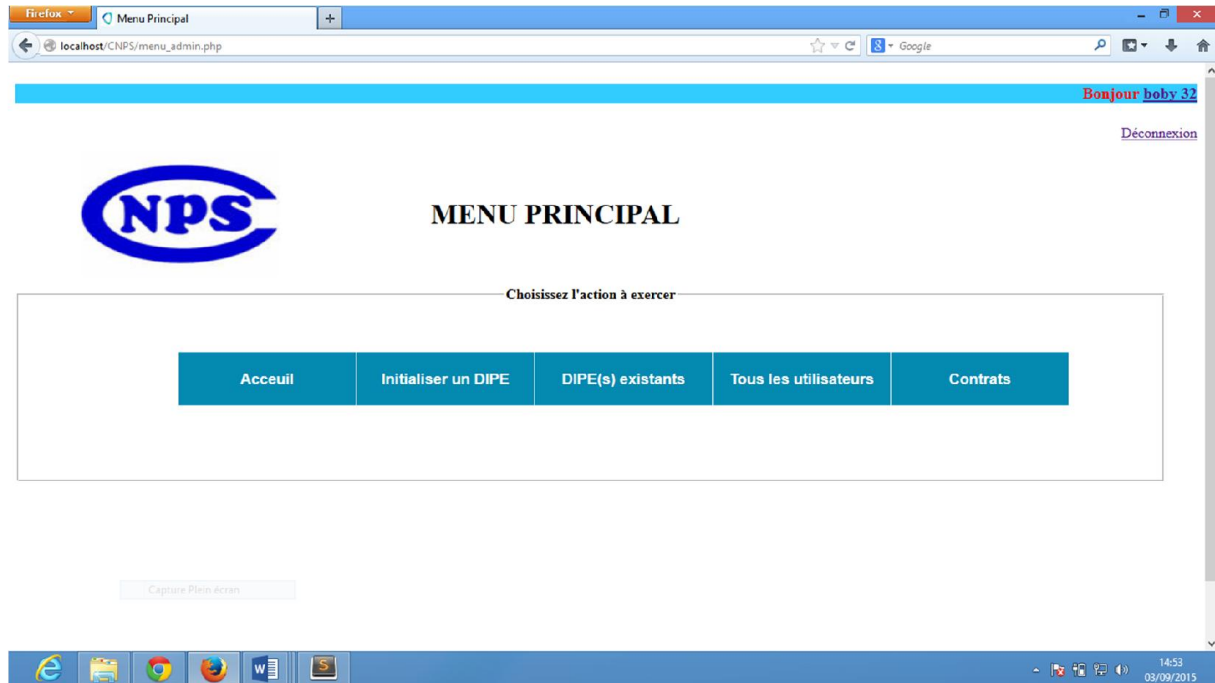 Firefox
Menu Principal
localhost/CNPS/menu_admin.php
Google
Bonjour boby 32
Déconnexion
CNPS
MENU PRINCIPAL
Choisissez l'action à exercer
Acceuil Initialiser un DIPE DIPE(s) existants Tous les utilisateurs Contrats
Capture Plein écran
14:53
03/09/2015